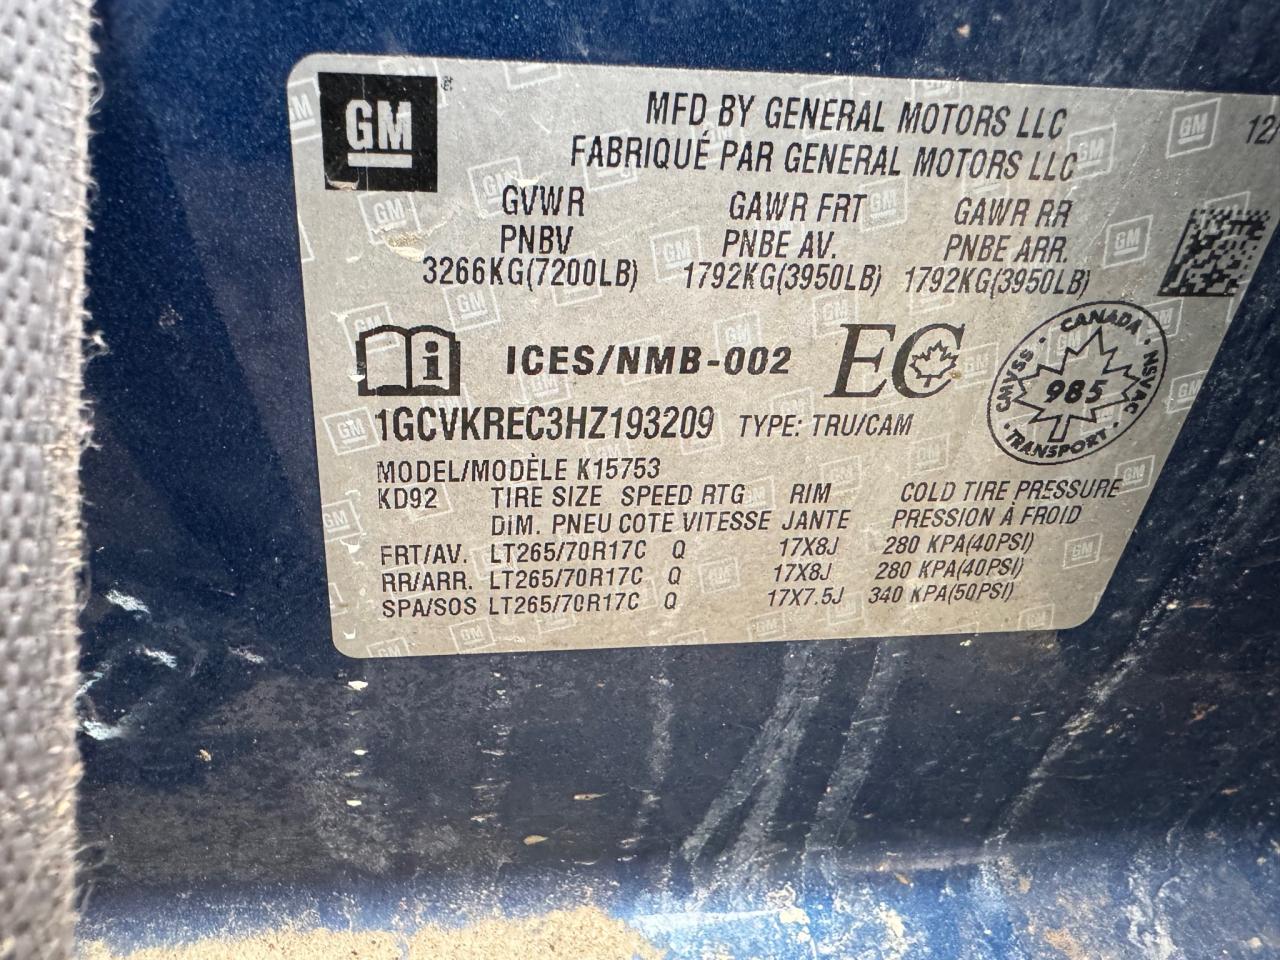 GM
MFD BY GENERAL MOTORS LLC
FABRIQUÉ PAR GENERAL MOTORS LLC
12/
GVWR GAWR FRT GAWR RR
PNBV PNBE AV. PNBE ARR.
3266KG(7200LB) 1792KG(3950LB) 1792KG(3950LB)
i ICES/NMB-002 EC
CANADA CMVSS 985 NSVAC TRANSPORT
1GCVKREC3HZ193209 TYPE: TRU/CAM
MODEL/MODÈLE K15753
KD92 TIRE SIZE SPEED RTG RIM COLD TIRE PRESSURE
DIM. PNEU COTE VITESSE JANTE PRESSION À FROID
FRT/AV. LT265/70R17C Q 17X8J 280 KPA(40PSI)
RR/ARR. LT265/70R17C Q 17X8J 280 KPA(40PSI)
SPA/SOS LT265/70R17C Q 17X7.5J 340 KPA(50PSI)